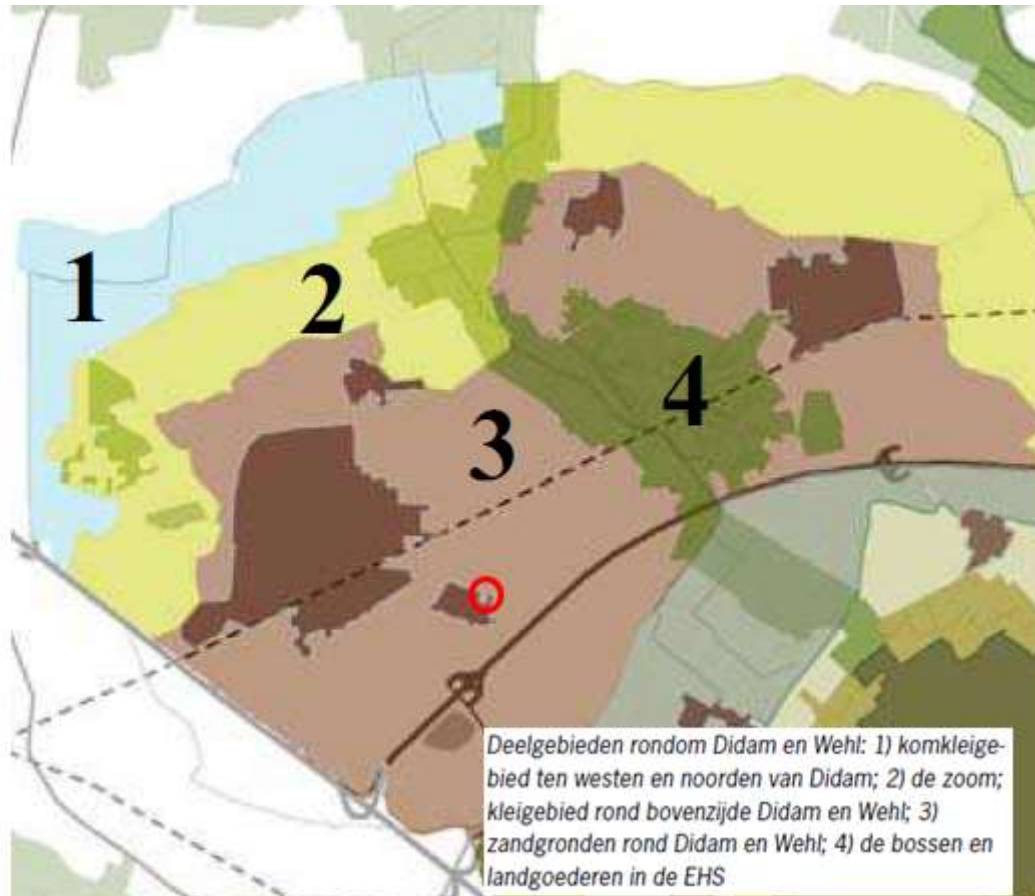 1
2
3
4
Deelgebieden rondom Didam en Wehl: 1) komkleige-
bied ten westen en noorden van Didam; 2) de zoom;
kleigebied rond bovenzijde Didam en Wehl; 3)
zandgronden rond Didam en Wehl; 4) de bossen en
landgoederen in de EHS